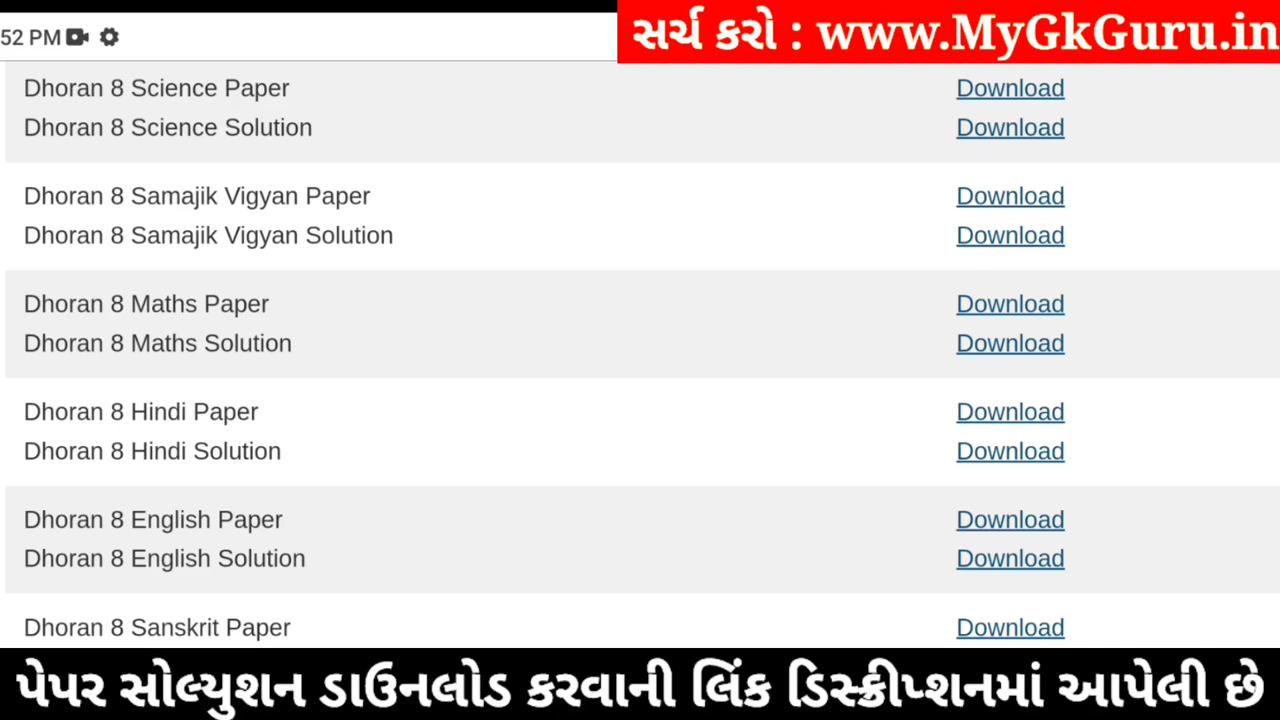 52 PM
સર્ચ કરો : www.MyGkGuru.in
Dhoran 8 Science Paper Download
Dhoran 8 Science Solution Download
Dhoran 8 Samajik Vigyan Paper Download
Dhoran 8 Samajik Vigyan Solution Download
Dhoran 8 Maths Paper Download
Dhoran 8 Maths Solution Download
Dhoran 8 Hindi Paper Download
Dhoran 8 Hindi Solution Download
Dhoran 8 English Paper Download
Dhoran 8 English Solution Download
Dhoran 8 Sanskrit Paper Download
પેપર સોલ્યુશન ડાઉનલોડ કરવાની લિંક ડિસ્ક્રીપ્શનમાં આપેલી છે